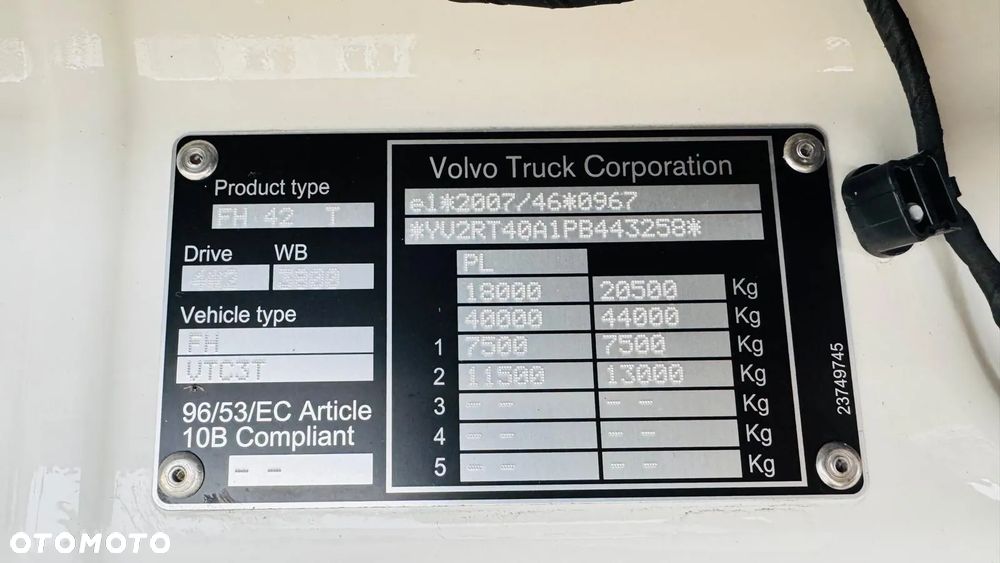 Volvo Truck Corporation
Product type
FH 42 T
e1*2007/46*0967
*YV2RT40A1PB443258*
Drive WB
4X2 3800
PL
18000 20500 Kg
40000 44000 Kg
Vehicle type
FH
VTC3T
1 7500 7500 Kg
2 11500 13000 Kg
3 -- -- -- -- Kg
4 -- -- -- -- Kg
5 -- -- -- -- Kg
96/53/EC Article
10B Compliant
-- --
23749745
OTOMOTO